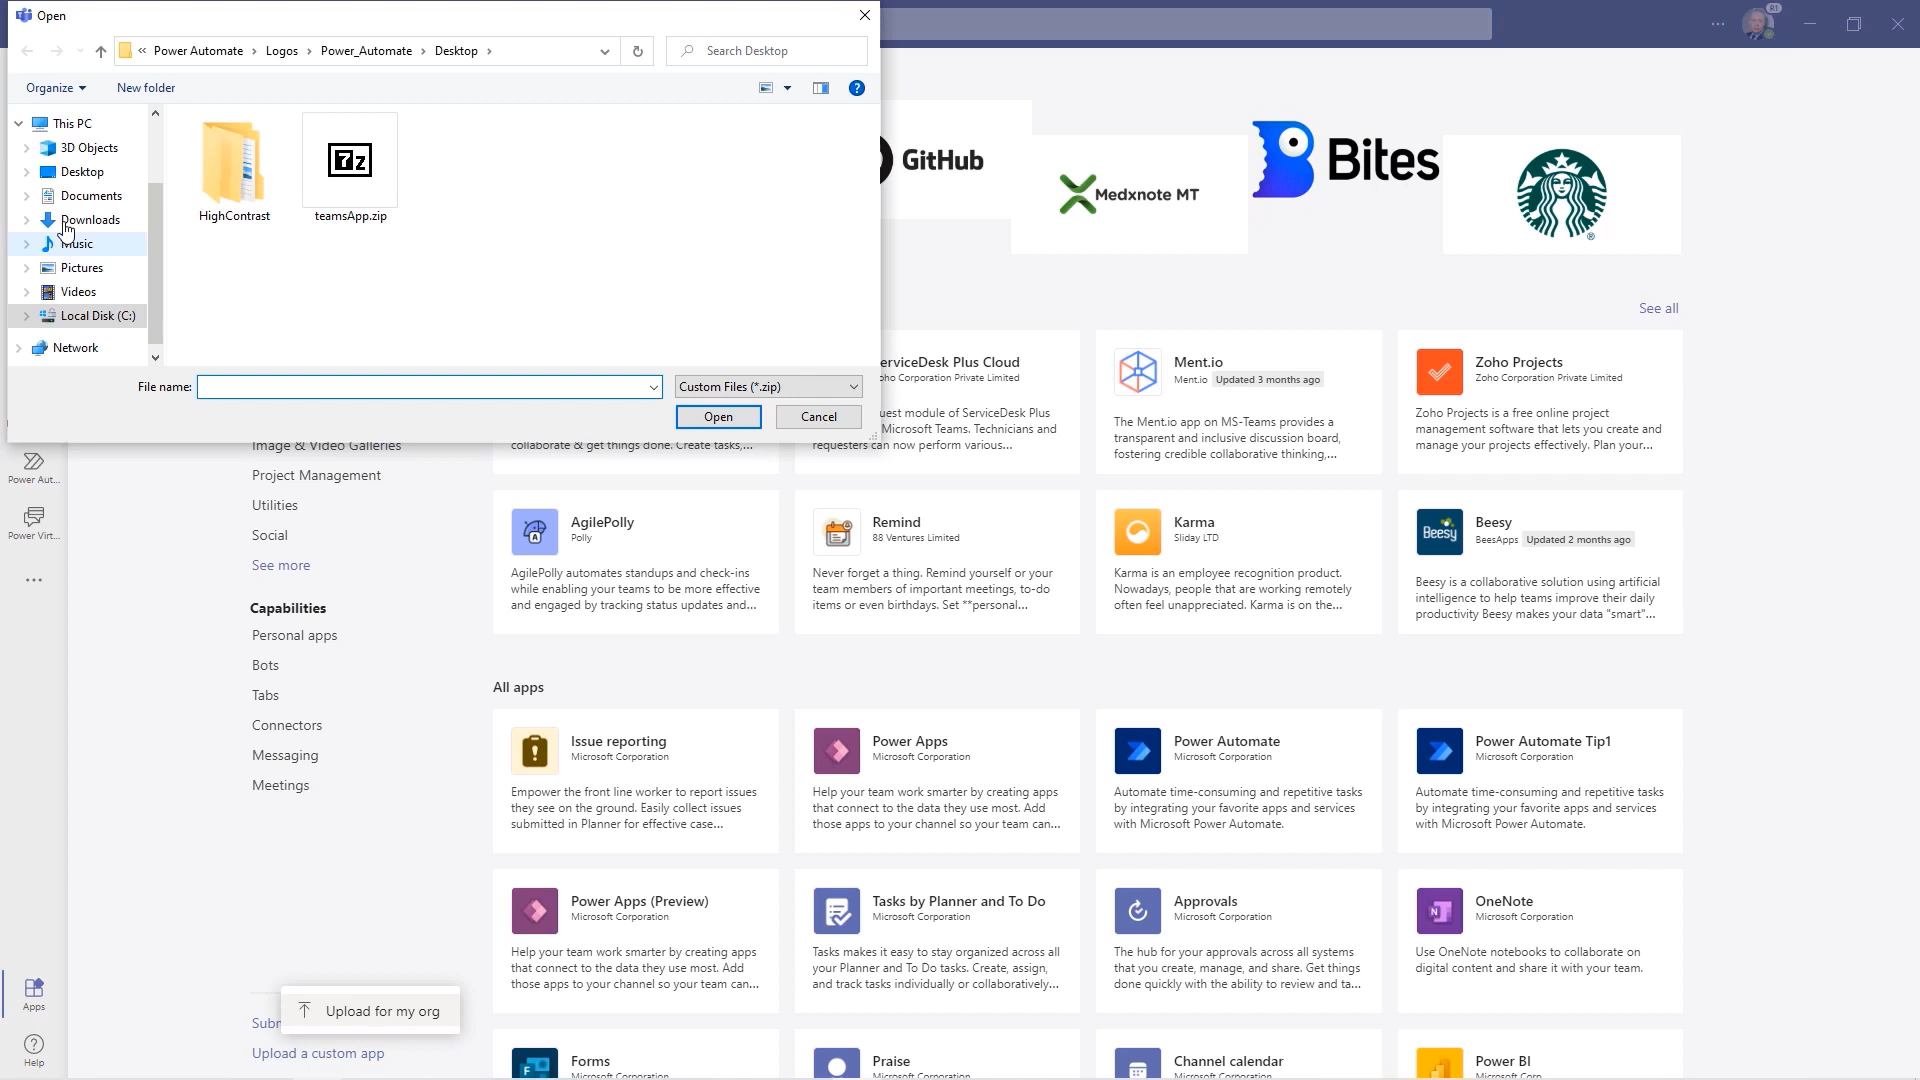 Open
« Power Automate › Logos › Power_Automate › Desktop ›
Search Desktop
Organize
New folder
This PC
3D Objects
Desktop
Documents
Downloads
Music
Pictures
Videos
Local Disk (C:)
Network
HighContrast
7z
teamsApp.zip
File name:
Custom Files (*.zip)
Open
Cancel
R1
GitHub
Medxnote MT
Bites
See all
erviceDesk Plus Cloud
oho Corporation Private Limited
uest module of ServiceDesk Plus
Microsoft Teams. Technicians and
requesters can now perform various...
Ment.io
Ment.io Updated 3 months ago
The Ment.io app on MS-Teams provides a
transparent and inclusive discussion board,
fostering credible collaborative thinking,...
Zoho Projects
Zoho Corporation Private Limited
Zoho Projects is a free online project
management software that lets you create and
manage your projects effectively. Plan your...
collaborate & get things done. Create tasks,...
Power Aut...
Power Virt...
Apps
Help
Image & Video Galleries
Project Management
Utilities
Social
See more
Capabilities
Personal apps
Bots
Tabs
Connectors
Messaging
Meetings
Upload for my org
Subm
Upload a custom app
AgilePolly
Polly
AgilePolly automates standups and check-ins
while enabling your teams to be more effective
and engaged by tracking status updates and...
Remind
88 Ventures Limited
Never forget a thing. Remind yourself or your
team members of important meetings, to-do
items or even birthdays. Set **personal...
Karma
Sliday LTD
Karma is an employee recognition product.
Nowadays, people that are working remotely
often feel unappreciated. Karma is on the...
Beesy
Beesy
BeesApps Updated 2 months ago
Beesy is a collaborative solution using artificial
intelligence to help teams improve their daily
productivity Beesy makes your data "smart"...
All apps
Issue reporting
Microsoft Corporation
Empower the front line worker to report issues
they see on the ground. Easily collect issues
submitted in Planner for effective case...
Power Apps
Microsoft Corporation
Help your team work smarter by creating apps
that connect to the data they use most. Add
those apps to your channel so your team can...
Power Automate
Microsoft Corporation
Automate time-consuming and repetitive tasks
by integrating your favorite apps and services
with Microsoft Power Automate.
Power Automate Tip1
Microsoft Corporation
Automate time-consuming and repetitive tasks
by integrating your favorite apps and services
with Microsoft Power Automate.
Power Apps (Preview)
Microsoft Corporation
Help your team work smarter by creating apps
that connect to the data they use most. Add
those apps to your channel so your team can...
Tasks by Planner and To Do
Microsoft Corporation
Tasks makes it easy to stay organized across all
your Planner and To Do tasks. Create, assign,
and track tasks individually or collaboratively...
Approvals
Microsoft Corporation
The hub for your approvals across all systems
that you create, manage, and share. Get things
done quickly with the ability to review and ta...
OneNote
Microsoft Corporation
Use OneNote notebooks to collaborate on
digital content and share it with your team.
Forms
Microsoft Corporation
Praise
Microsoft Corporation
Channel calendar
Microsoft Corporation
Power BI
Microsoft Corp